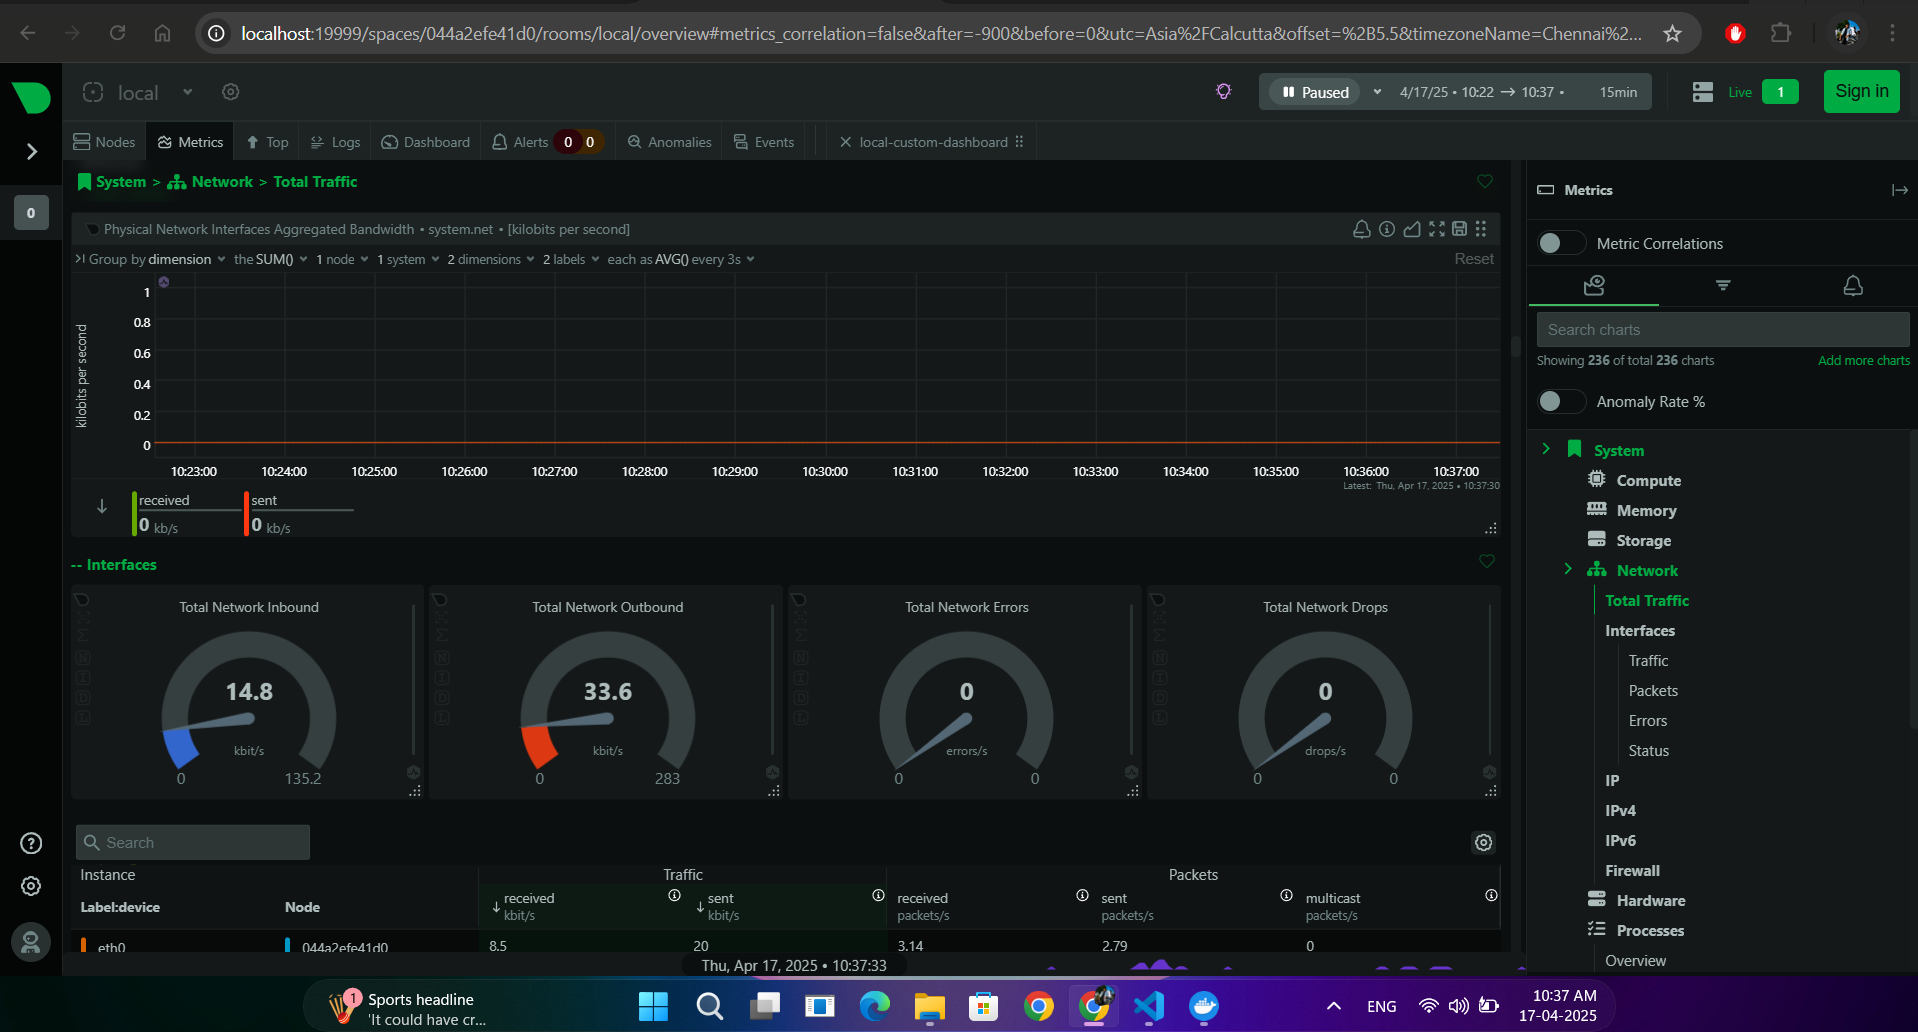 localhost:19999/spaces/044a2efe41d0/rooms/local/overview#metrics_correlation=false&after=-900&before=0&utc=Asia%2FCalcutta&offset=%2B5.5&timezoneName=Chennai%2...
local
Paused 4/17/25 • 10:22 → 10:37 • 15min
Live 1 Sign in
Nodes Metrics Top Logs Dashboard Alerts 0 0 Anomalies Events local-custom-dashboard
0
System > Network > Total Traffic
Physical Network Interfaces Aggregated Bandwidth • system.net • [kilobits per second]
Group by dimension the SUM() 1 node 1 system 2 dimensions 2 labels each as AVG() every 3s Reset
kilobits per second
1
0.8
0.6
0.4
0.2
0
10:23:00 10:24:00 10:25:00 10:26:00 10:27:00 10:28:00 10:29:00 10:30:00 10:31:00 10:32:00 10:33:00 10:34:00 10:35:00 10:36:00 10:37:00
Latest: Thu, Apr 17, 2025 • 10:37:30
received sent
0 kb/s 0 kb/s
-- Interfaces
Total Network Inbound
14.8
kbit/s
0 135.2
Total Network Outbound
33.6
kbit/s
0 283
Total Network Errors
0
errors/s
0 0
Total Network Drops
0
drops/s
0 0
M
N
I
D
L
M
N
I
D
L
M
N
I
D
L
M
N
I
D
L
Search
Instance Traffic Packets
Label:device Node received kbit/s sent kbit/s received packets/s sent packets/s multicast packets/s
eth0 044a2efe41d0 8.5 20 3.14 2.79 0
Thu, Apr 17, 2025 • 10:37:33
Metrics
Metric Correlations
Search charts
Showing 236 of total 236 charts Add more charts
Anomaly Rate %
System
Compute
Memory
Storage
Network
Total Traffic
Interfaces
Traffic
Packets
Errors
Status
IP
IPv4
IPv6
Firewall
Hardware
Processes
Overview
1
Sports headline
'It could have cr...
ENG
10:37 AM
17-04-2025